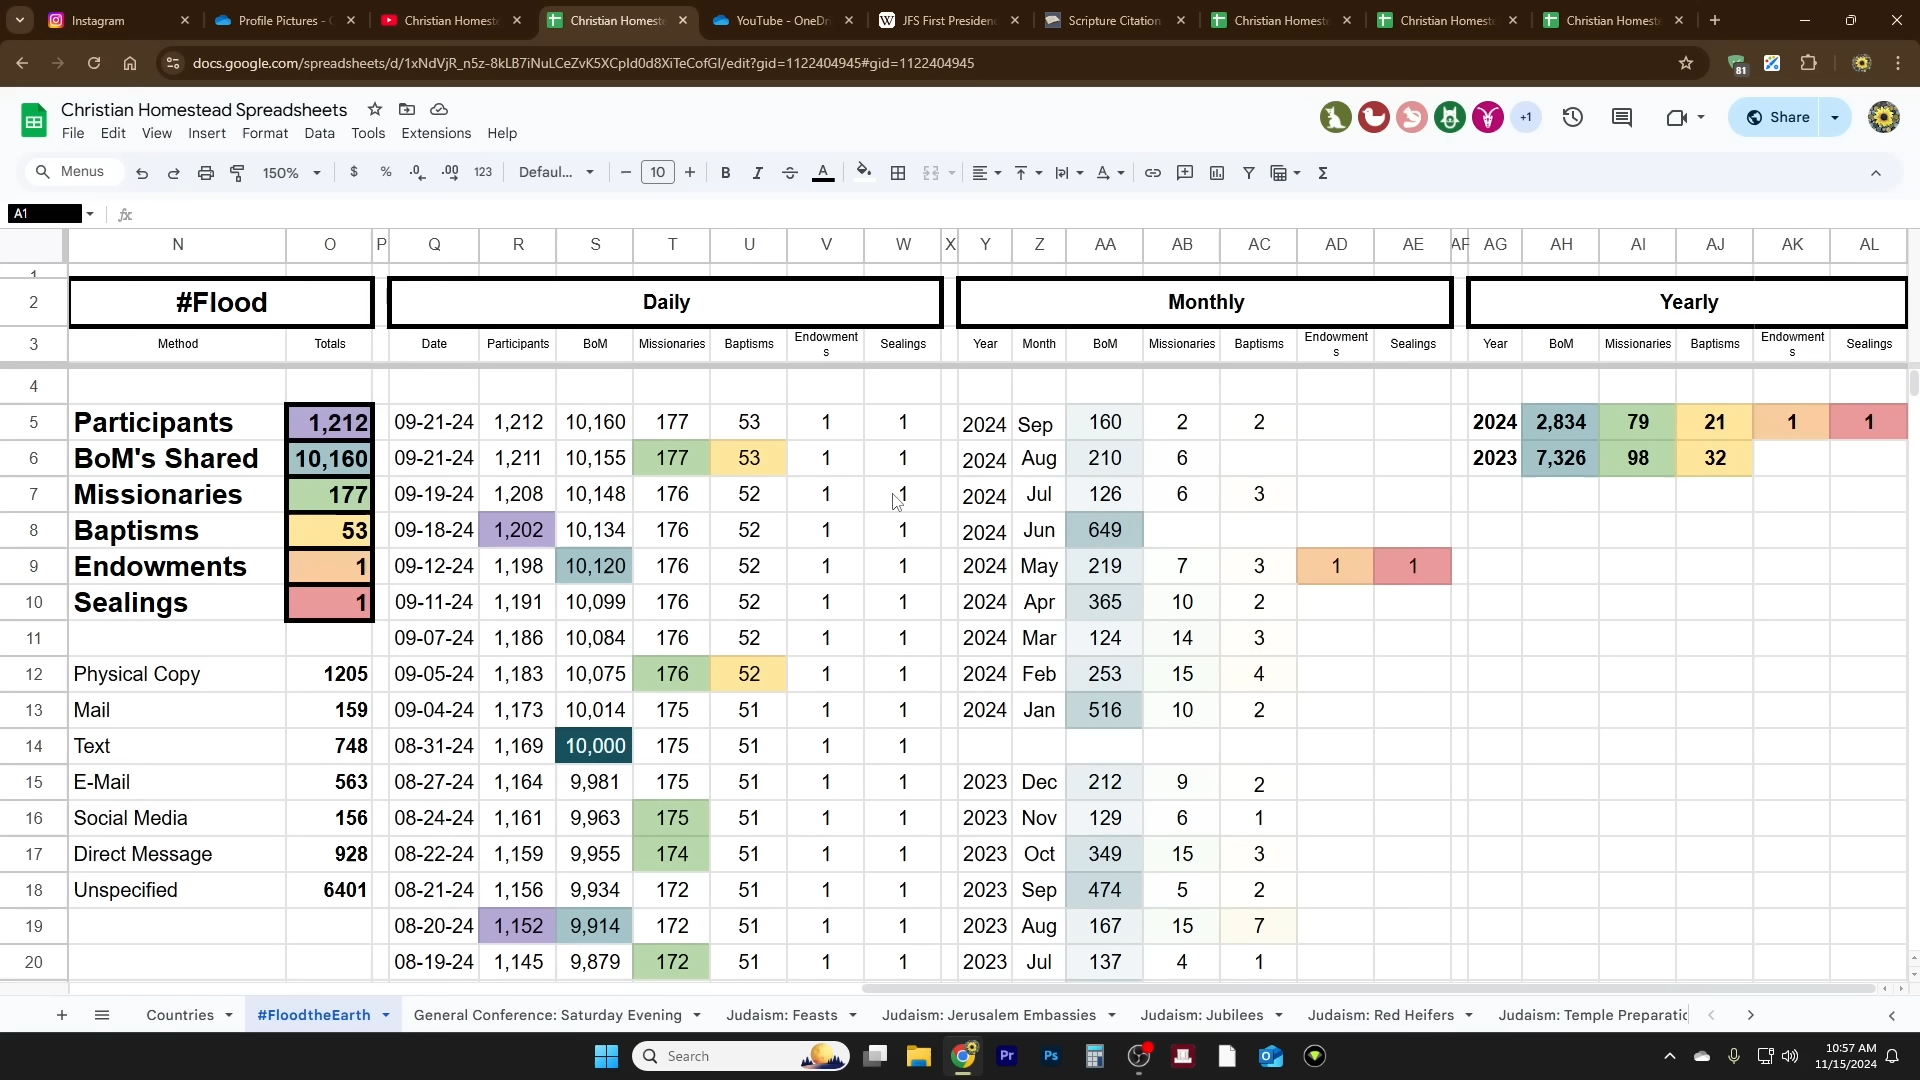 Instagram
Profile Pictures - O
Christian Homeste
Christian Homeste
YouTube - OneDri
JFS First Presiden
Scripture Citation
Christian Homeste
Christian Homest
Christian Homeste
docs.google.com/spreadsheets/d/1xNdVjR_n5z-8kLB7iNuLCeZvK5XCpId0d8XiTeCofGI/edit?gid=1122404945#gid=1122404945
81
Christian Homestead Spreadsheets
File Edit View Insert Format Data Tools Extensions Help
+1
Share
Menus
150%
$ % .0 .00 123
Defaul...
10
B I A
A1
fx
N O P Q R S T U V W X Y Z AA AB AC AD AE AF AG AH AI AJ AK AL
1
2 #Flood Daily Monthly Yearly
3 Method Totals Date Participants BoM Missionaries Baptisms Endowments Sealings Year Month BoM Missionaries Baptisms Endowments Sealings Year BoM Missionaries Baptisms Endowments Sealings
4
5 Participants 1,212 09-21-24 1,212 10,160 177 53 1 1 2024 Sep 160 2 2 2024 2,834 79 21 1 1
6 BoM's Shared 10,160 09-21-24 1,211 10,155 177 53 1 1 2024 Aug 210 6 2023 7,326 98 32
7 Missionaries 177 09-19-24 1,208 10,148 176 52 1 1 2024 Jul 126 6 3
8 Baptisms 53 09-18-24 1,202 10,134 176 52 1 1 2024 Jun 649
9 Endowments 1 09-12-24 1,198 10,120 176 52 1 1 2024 May 219 7 3 1 1
10 Sealings 1 09-11-24 1,191 10,099 176 52 1 1 2024 Apr 365 10 2
11 09-07-24 1,186 10,084 176 52 1 1 2024 Mar 124 14 3
12 Physical Copy 1205 09-05-24 1,183 10,075 176 52 1 1 2024 Feb 253 15 4
13 Mail 159 09-04-24 1,173 10,014 175 51 1 1 2024 Jan 516 10 2
14 Text 748 08-31-24 1,169 10,000 175 51 1 1
15 E-Mail 563 08-27-24 1,164 9,981 175 51 1 1 2023 Dec 212 9 2
16 Social Media 156 08-24-24 1,161 9,963 175 51 1 1 2023 Nov 129 6 1
17 Direct Message 928 08-22-24 1,159 9,955 174 51 1 1 2023 Oct 349 15 3
18 Unspecified 6401 08-21-24 1,156 9,934 172 51 1 1 2023 Sep 474 5 2
19 08-20-24 1,152 9,914 172 51 1 1 2023 Aug 167 15 7
20 08-19-24 1,145 9,879 172 51 1 1 2023 Jul 137 4 1
Countries #FloodtheEarth General Conference: Saturday Evening Judaism: Feasts Judaism: Jerusalem Embassies Judaism: Jubilees Judaism: Red Heifers Judaism: Temple Preparatic
Search
Pr
Ps
10:57 AM
11/15/2024